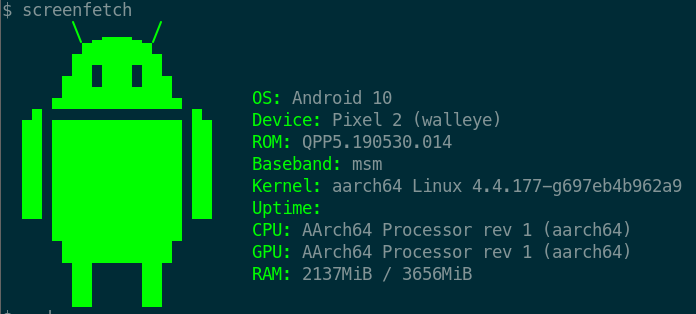 $ screenfetch
OS: Android 10
Device: Pixel 2 (walleye)
ROM: QPP5.190530.014
Baseband: msm
Kernel: aarch64 Linux 4.4.177-g697eb4b962a9
Uptime:
CPU: AArch64 Processor rev 1 (aarch64)
GPU: AArch64 Processor rev 1 (aarch64)
RAM: 2137MiB / 3656MiB